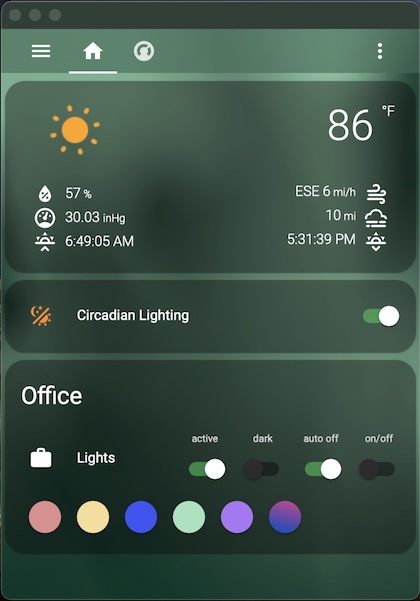 86 °F
57 % ESE 6 mi/h
30.03 inHg 10 mi
6:49:05 AM 5:31:39 PM
Circadian Lighting
Office
active dark auto off on/off
Lights